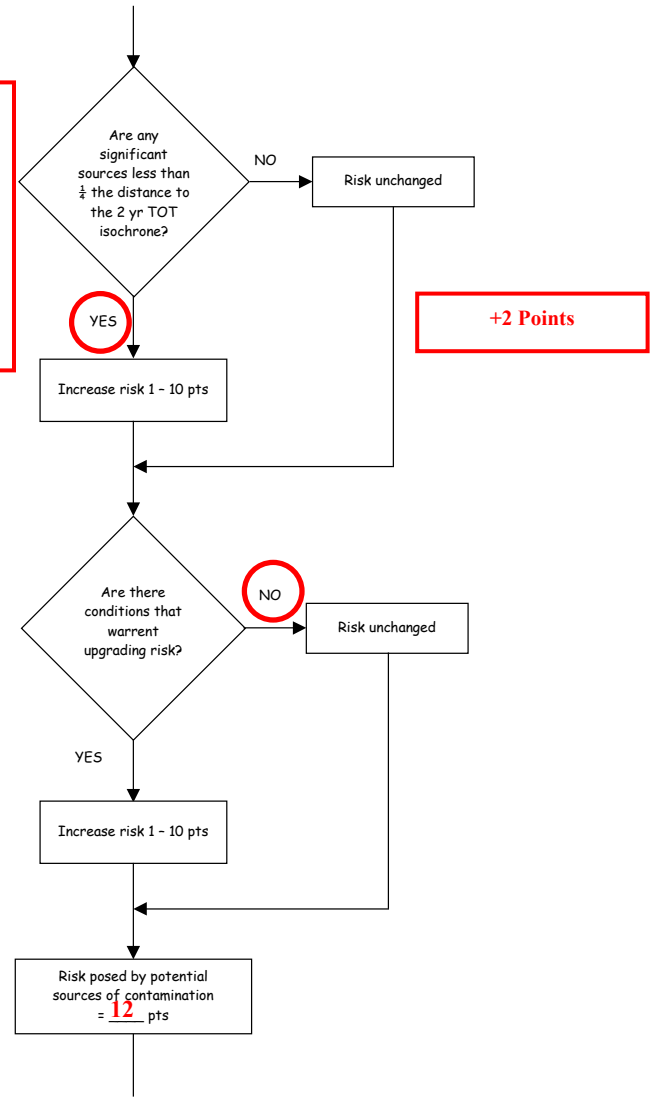 Are any
significant
sources less than
¼ the distance to
the 2 yr TOT
isochrone?
NO
Risk unchanged
YES
+2 Points
Increase risk 1 – 10 pts
Are there
conditions that
warrent
upgrading risk?
NO
Risk unchanged
YES
Increase risk 1 – 10 pts
Risk posed by potential
sources of contamination
= 12 pts